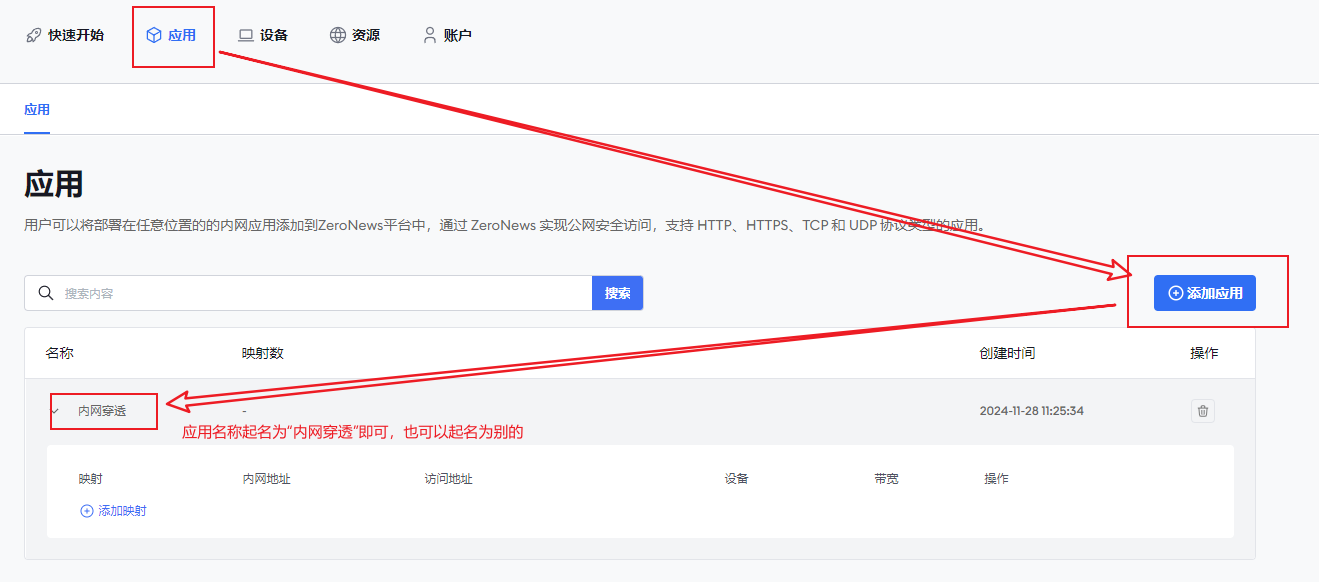 快速开始 应用 设备 资源 账户
应用
应用
用户可以将部署在任意位置的的内网应用添加到ZeroNews平台中，通过 ZeroNews 实现公网安全访问，支持 HTTP、HTTPS、TCP 和 UDP 协议类型的应用。
搜索内容 搜索 添加应用
名称 映射数 创建时间 操作
内网穿透 - 2024-11-28 11:25:34
应用名称起名为“内网穿透”即可，也可以起名为别的
映射 内网地址 访问地址 设备 带宽 操作
添加映射